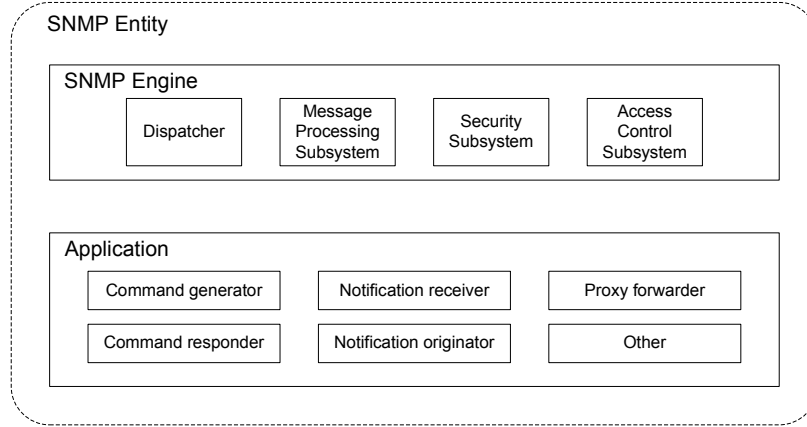 SNMP Entity
SNMP Engine
Dispatcher
Message
Processing
Subsystem
Security
Subsystem
Access
Control
Subsystem
Application
Command generator
Notification receiver
Proxy forwarder
Command responder
Notification originator
Other